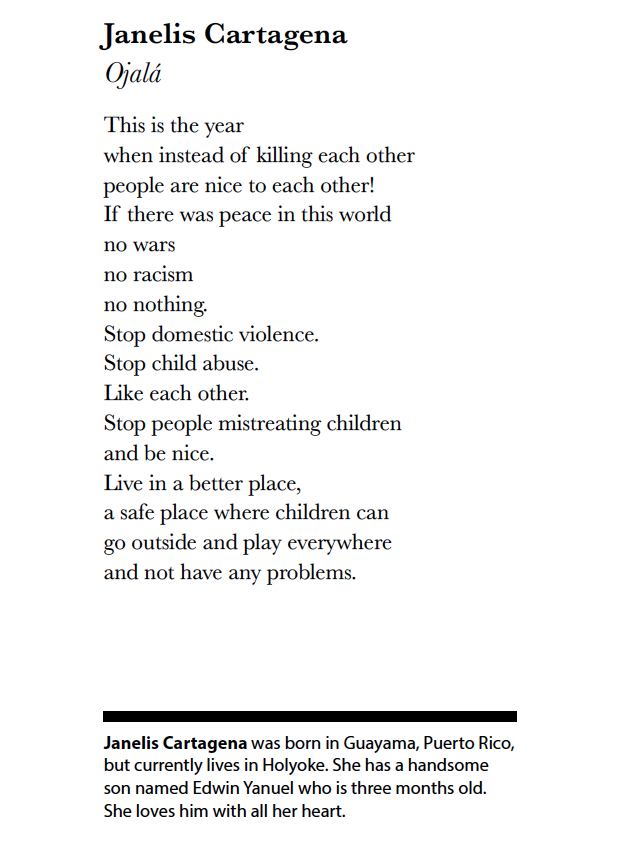 Janelis Cartagena
Ojalá
This is the year
when instead of killing each other
people are nice to each other!
If there was peace in this world
no wars
no racism
no nothing.
Stop domestic violence.
Stop child abuse.
Like each other.
Stop people mistreating children
and be nice.
Live in a better place,
a safe place where children can
go outside and play everywhere
and not have any problems.
Janelis Cartagena was born in Guayama, Puerto Rico,
but currently lives in Holyoke. She has a handsome
son named Edwin Yanuel who is three months old.
She loves him with all her heart.